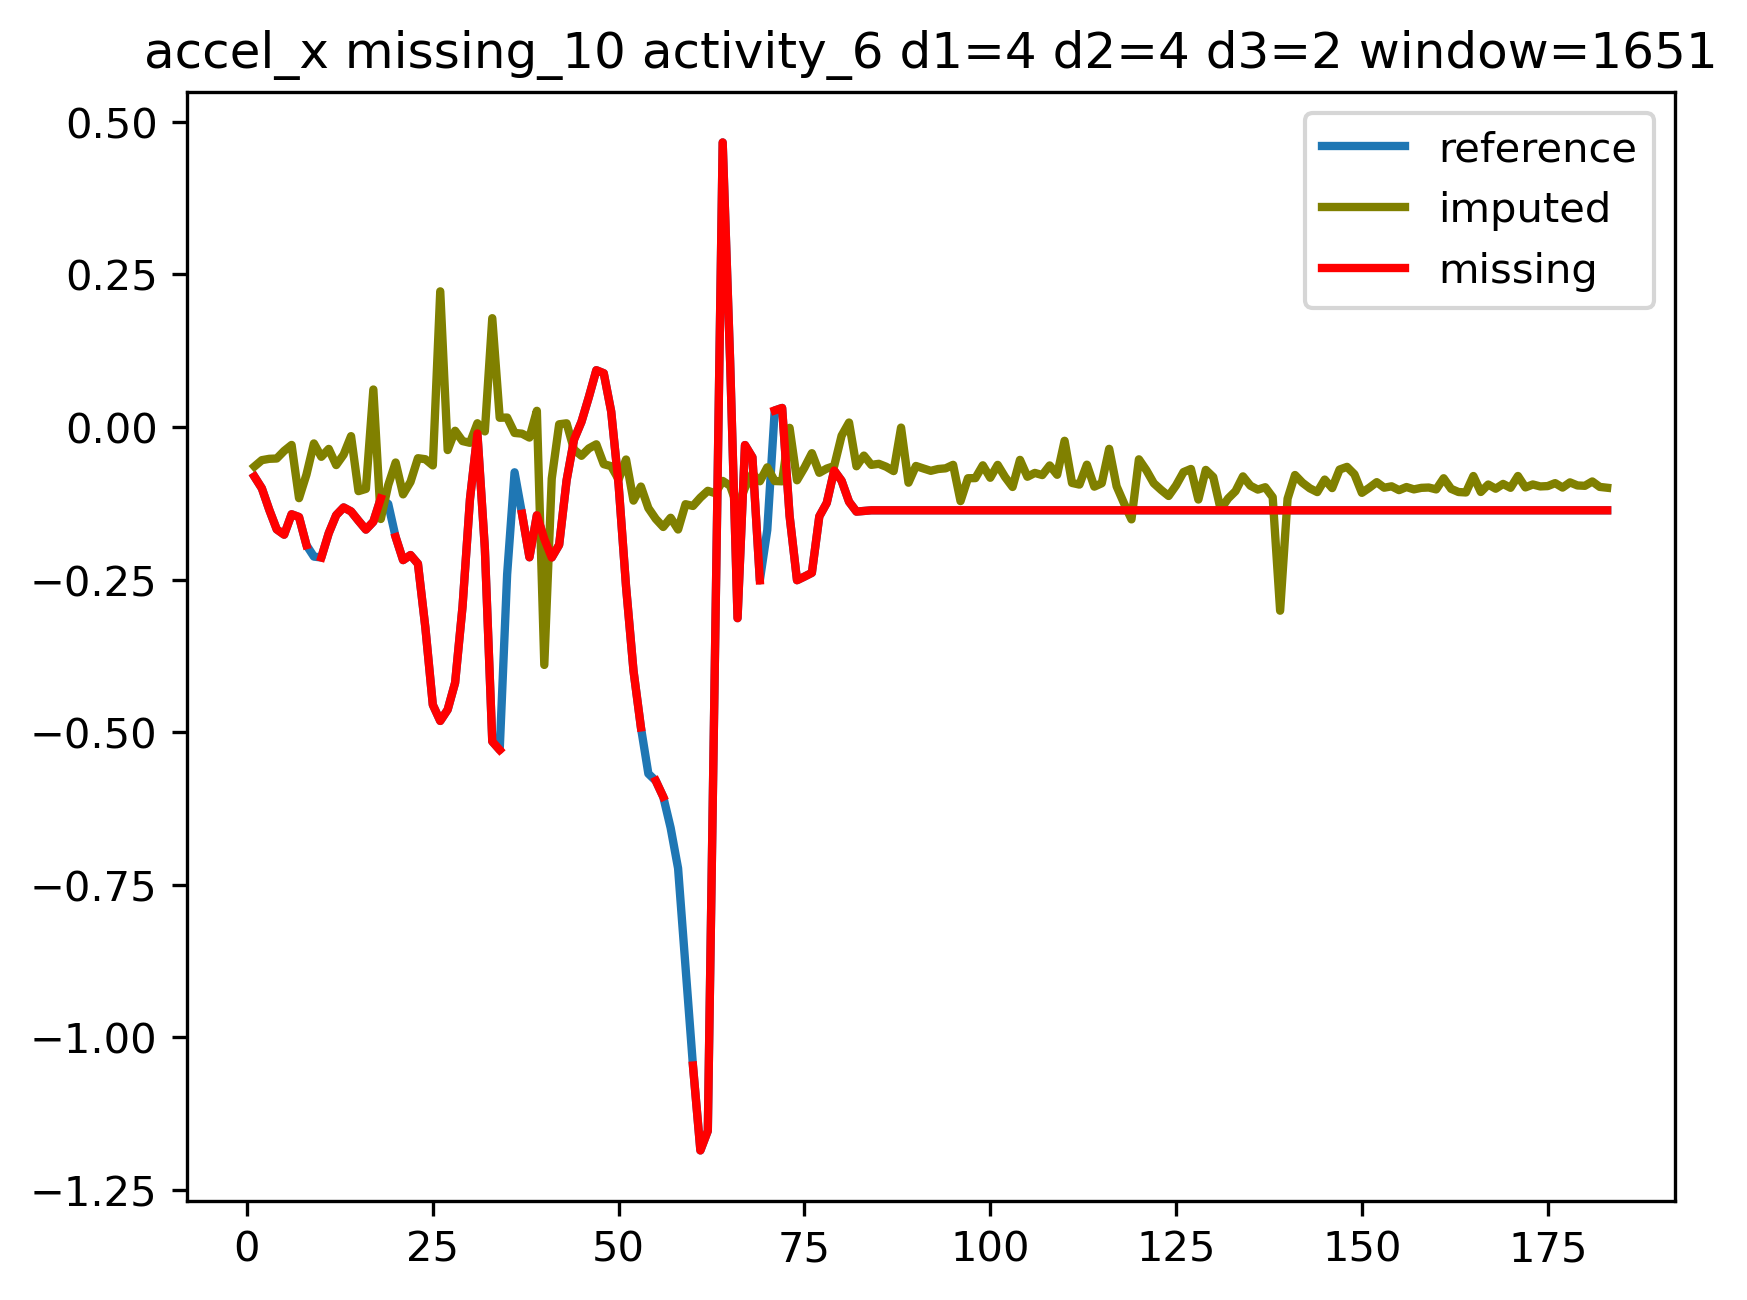 accel_x missing_10 activity_6 d1=4 d2=4 d3=2 window=1651
reference
imputed
missing
0.50
0.25
0.00
−0.25
−0.50
−0.75
−1.00
−1.25
0 25 50 75 100 125 150 175